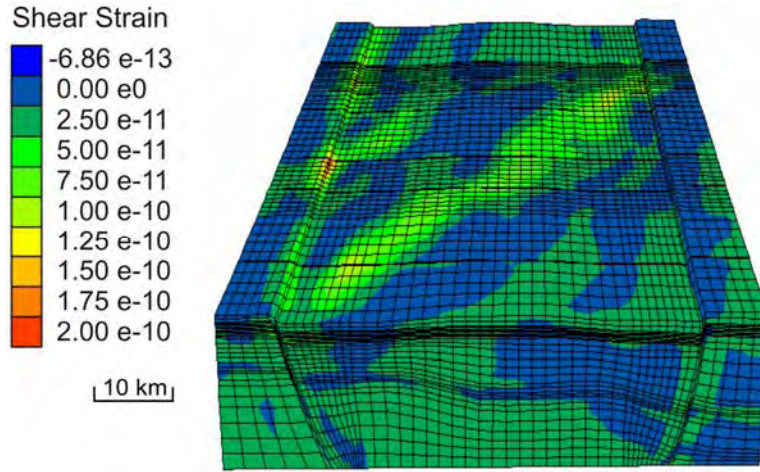 Shear Strain
-6.86 e-13
0.00 e0
2.50 e-11
5.00 e-11
7.50 e-11
1.00 e-10
1.25 e-10
1.50 e-10
1.75 e-10
2.00 e-10
10 km